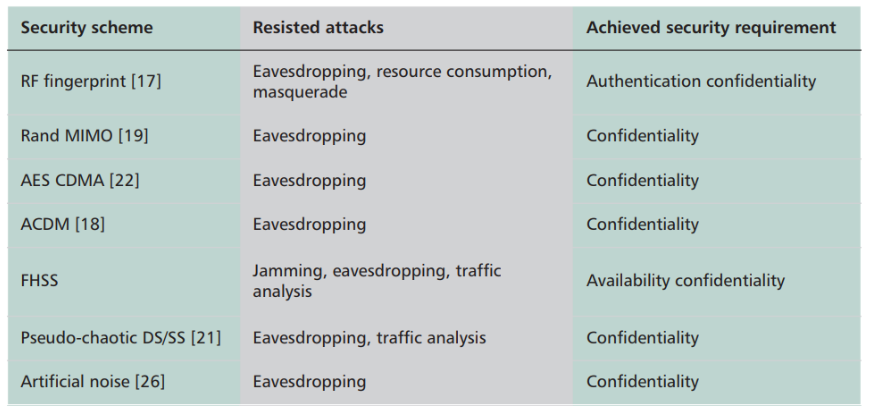 Security scheme Resisted attacks Achieved security requirement
RF fingerprint [17] Eavesdropping, resource consumption, masquerade Authentication confidentiality
Rand MIMO [19] Eavesdropping Confidentiality
AES CDMA [22] Eavesdropping Confidentiality
ACDM [18] Eavesdropping Confidentiality
FHSS Jamming, eavesdropping, traffic analysis Availability confidentiality
Pseudo-chaotic DS/SS [21] Eavesdropping, traffic analysis Confidentiality
Artificial noise [26] Eavesdropping Confidentiality